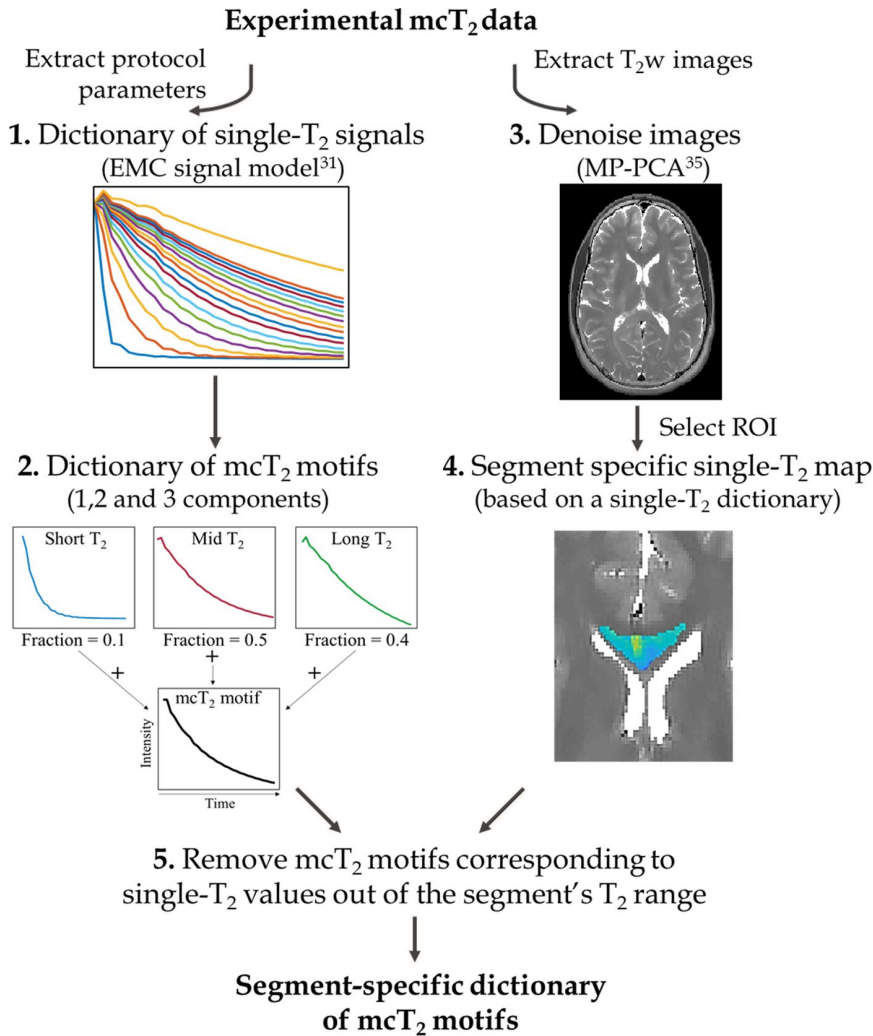 Experimental mcT₂ data
Extract protocol
parameters
Extract T₂w images
1. Dictionary of single-T₂ signals
(EMC signal model³¹)
3. Denoise images
(MP-PCA³⁵)
Select ROI
2. Dictionary of mcT₂ motifs
(1,2 and 3 components)
4. Segment specific single-T₂ map
(based on a single-T₂ dictionary)
Short T₂
Mid T₂
Long T₂
Fraction = 0.1
Fraction = 0.5
Fraction = 0.4
+
+
+
mcT₂ motif
Intensity
Time
5. Remove mcT₂ motifs corresponding to
single-T₂ values out of the segment's T₂ range
Segment-specific dictionary
of mcT₂ motifs